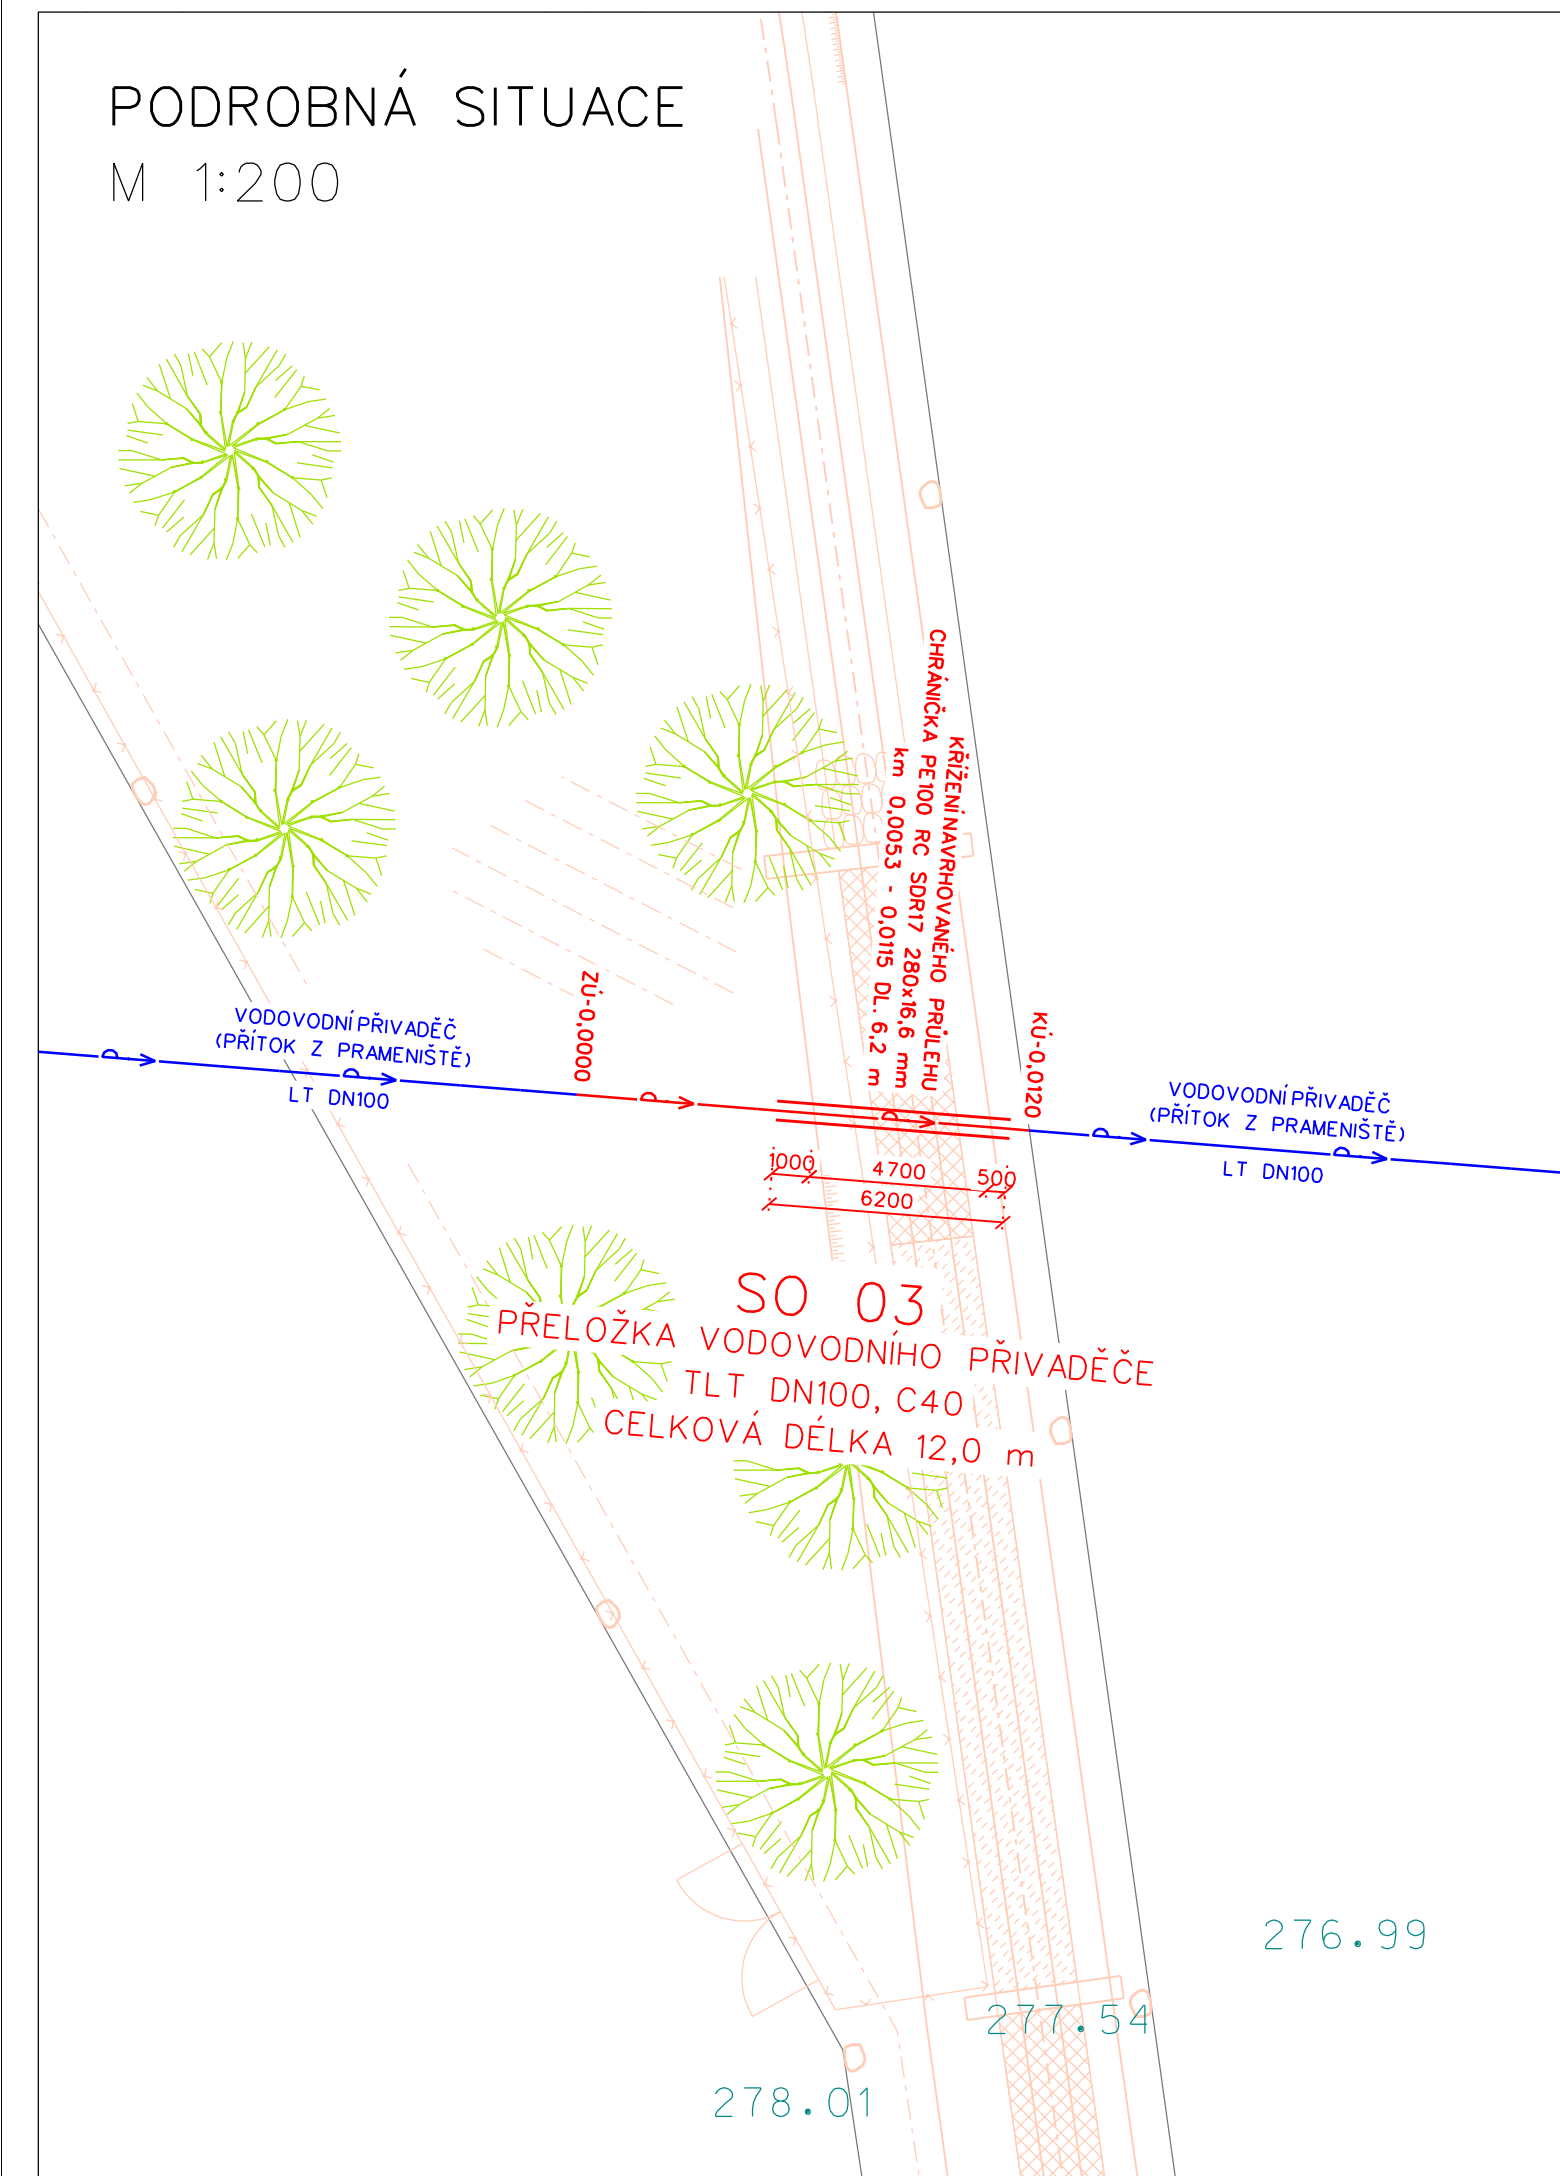 PODROBNÁ SITUACE
M 1:200
KŘÍŽENÍ NAVRHOVANÉHO PRŮLEHU
CHRÁNIČKA PE100 RC SDR17 280x16,6 mm
km 0,0053 - 0,0115 DL. 6,2 m
ZÚ-0,0000
KÚ-0,0120
VODOVODNÍ PŘIVADĚČ
(PŘÍTOK Z PRAMENIŠTĚ)
LT DN100
VODOVODNÍ PŘIVADĚČ
(PŘÍTOK Z PRAMENIŠTĚ)
LT DN100
1000 4700 500
6200
SO 03
PŘELOŽKA VODOVODNÍHO PŘIVADĚČE
TLT DN100, C40
CELKOVÁ DÉLKA 12,0 m
276.99
277.54
278.01